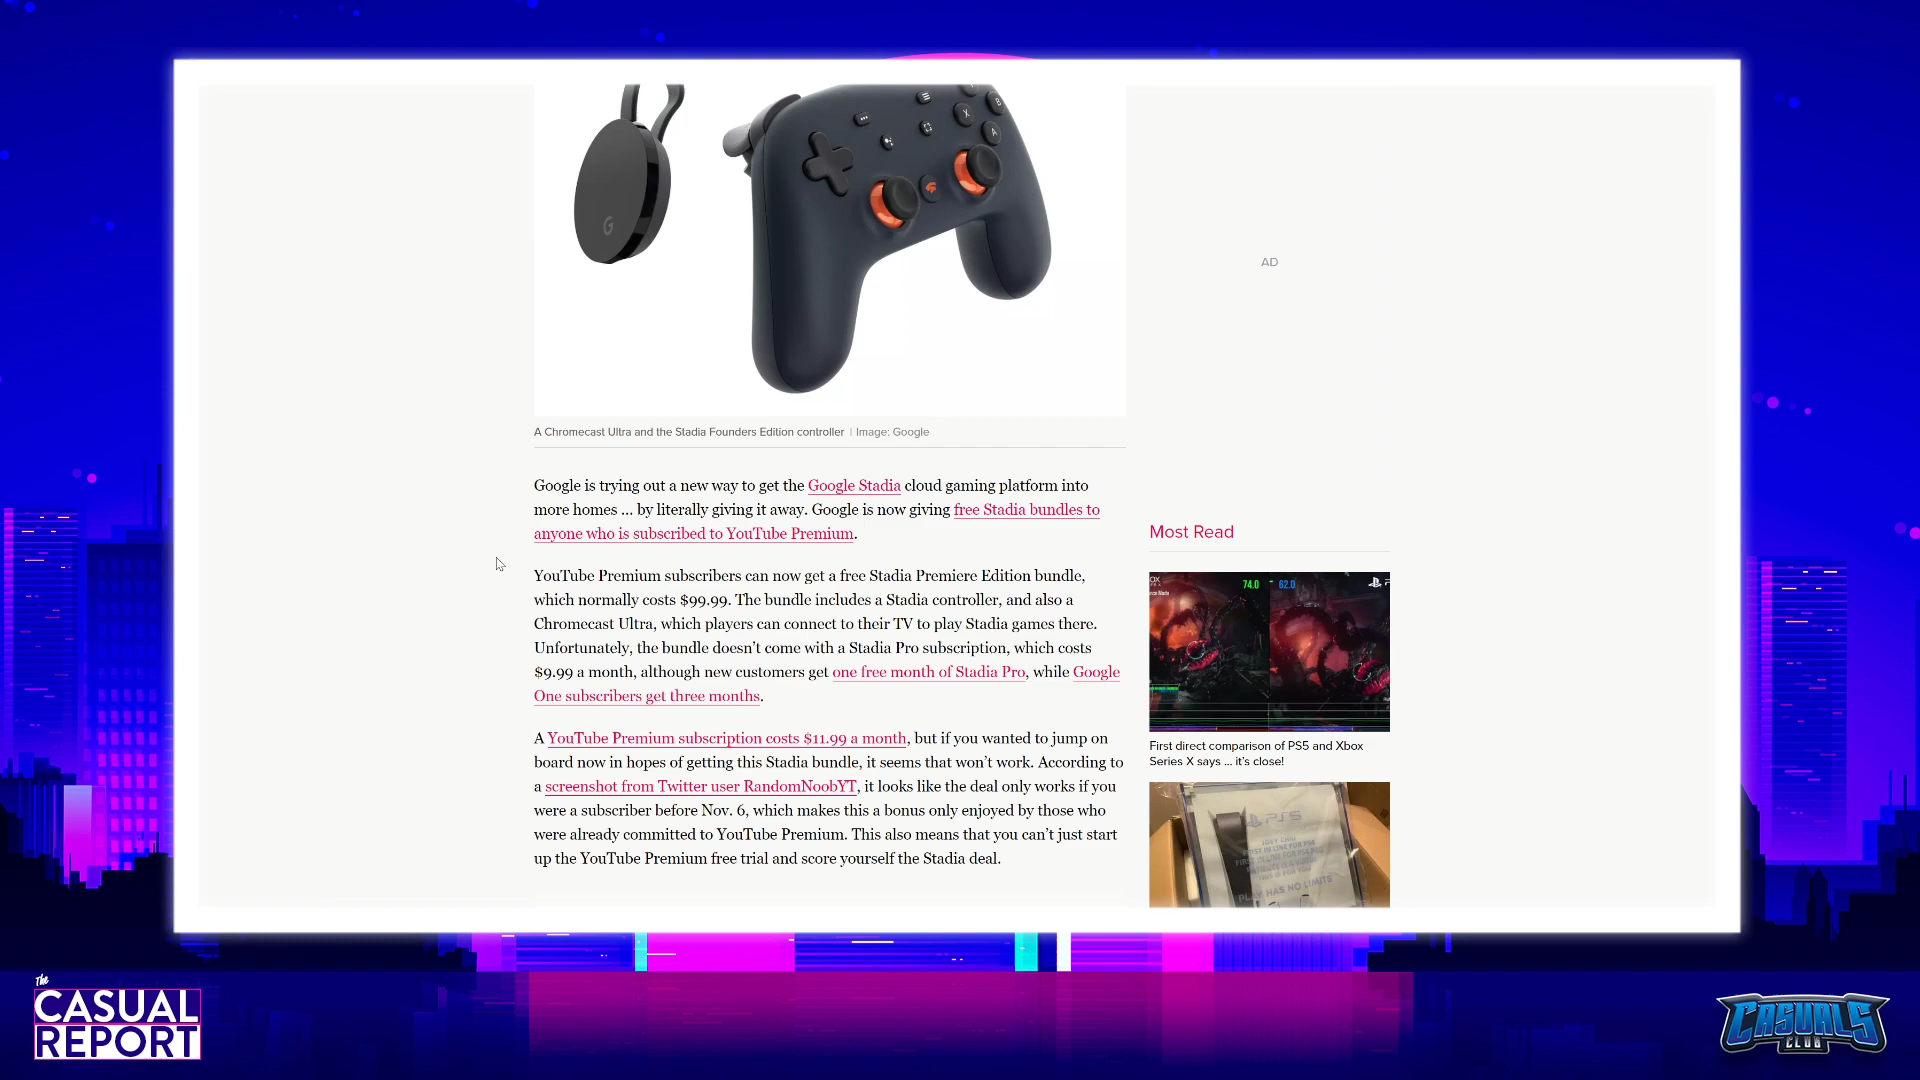 A Chromecast Ultra and the Stadia Founders Edition controller | Image: Google
Google is trying out a new way to get the Google Stadia cloud gaming platform into
more homes ... by literally giving it away. Google is now giving free Stadia bundles to
anyone who is subscribed to YouTube Premium.
YouTube Premium subscribers can now get a free Stadia Premiere Edition bundle,
which normally costs $99.99. The bundle includes a Stadia controller, and also a
Chromecast Ultra, which players can connect to their TV to play Stadia games there.
Unfortunately, the bundle doesn’t come with a Stadia Pro subscription, which costs
$9.99 a month, although new customers get one free month of Stadia Pro, while Google
One subscribers get three months.
A YouTube Premium subscription costs $11.99 a month, but if you wanted to jump on
board now in hopes of getting this Stadia bundle, it seems that won’t work. According to
a screenshot from Twitter user RandomNoobYT, it looks like the deal only works if you
were a subscriber before Nov. 6, which makes this a bonus only enjoyed by those who
were already committed to YouTube Premium. This also means that you can’t just start
up the YouTube Premium free trial and score yourself the Stadia deal.
AD
Most Read
74.0
62.0
First direct comparison of PS5 and Xbox
Series X says ... it’s close!
PS5
PLAY HAS NO LIMITS
G
X
A
B
The
CASUAL
REPORT
CASUALS
CLUB